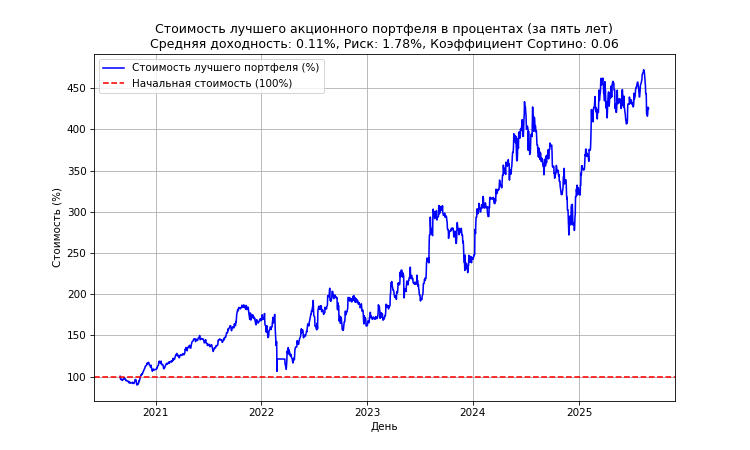 Стоимость лучшего акционного портфеля в процентах (за пять лет)
Средняя доходность: 0.11%, Риск: 1.78%, Коэффициент Сортино: 0.06
Стоимость лучшего портфеля (%)
Начальная стоимость (100%)
Стоимость (%)
450
400
350
300
250
200
150
100
2021 2022 2023 2024 2025
День